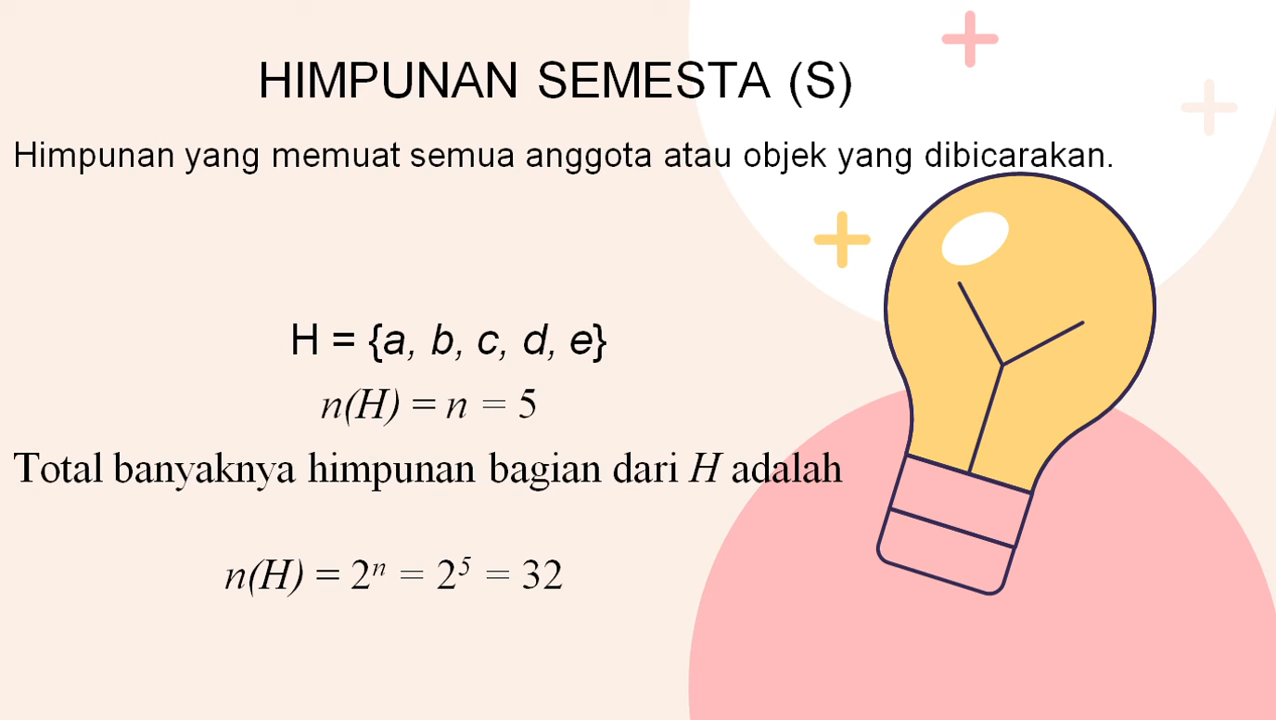 HIMPUNAN SEMESTA (S)
Himpunan yang memuat semua anggota atau objek yang dibicarakan.
H = {a, b, c, d, e}
n(H) = n = 5
Total banyaknya himpunan bagian dari H adalah
n(H) = 2ⁿ = 2⁵ = 32